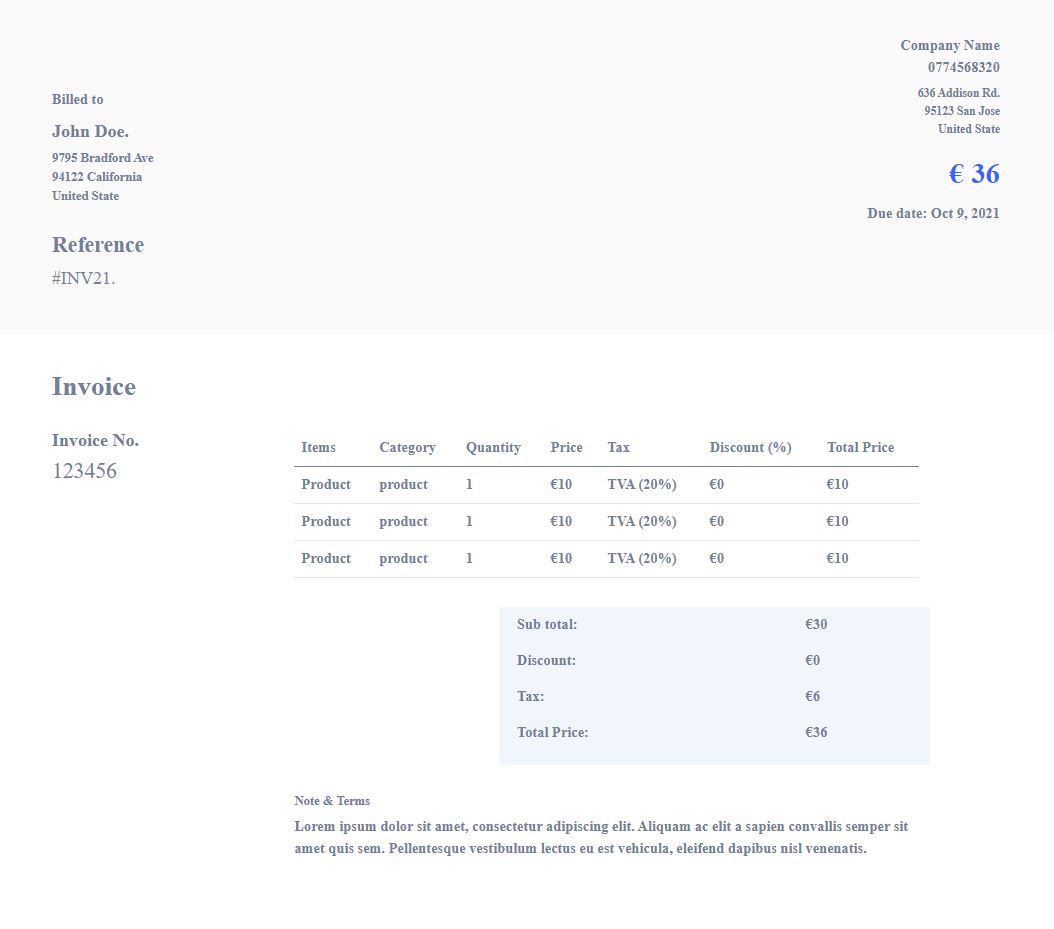 Company Name
0774568320
636 Addison Rd.
95123 San Jose
United State
€ 36
Due date: Oct 9, 2021
Billed to
John Doe.
9795 Bradford Ave
94122 California
United State
Reference
#INV21.
Invoice
Invoice No.
123456
Items Category Quantity Price Tax Discount (%) Total Price
Product product 1 €10 TVA (20%) €0 €10
Product product 1 €10 TVA (20%) €0 €10
Product product 1 €10 TVA (20%) €0 €10
Sub total: €30
Discount: €0
Tax: €6
Total Price: €36
Note & Terms
Lorem ipsum dolor sit amet, consectetur adipiscing elit. Aliquam ac elit a sapien convallis semper sit
amet quis sem. Pellentesque vestibulum lectus eu est vehicula, eleifend dapibus nisl venenatis.